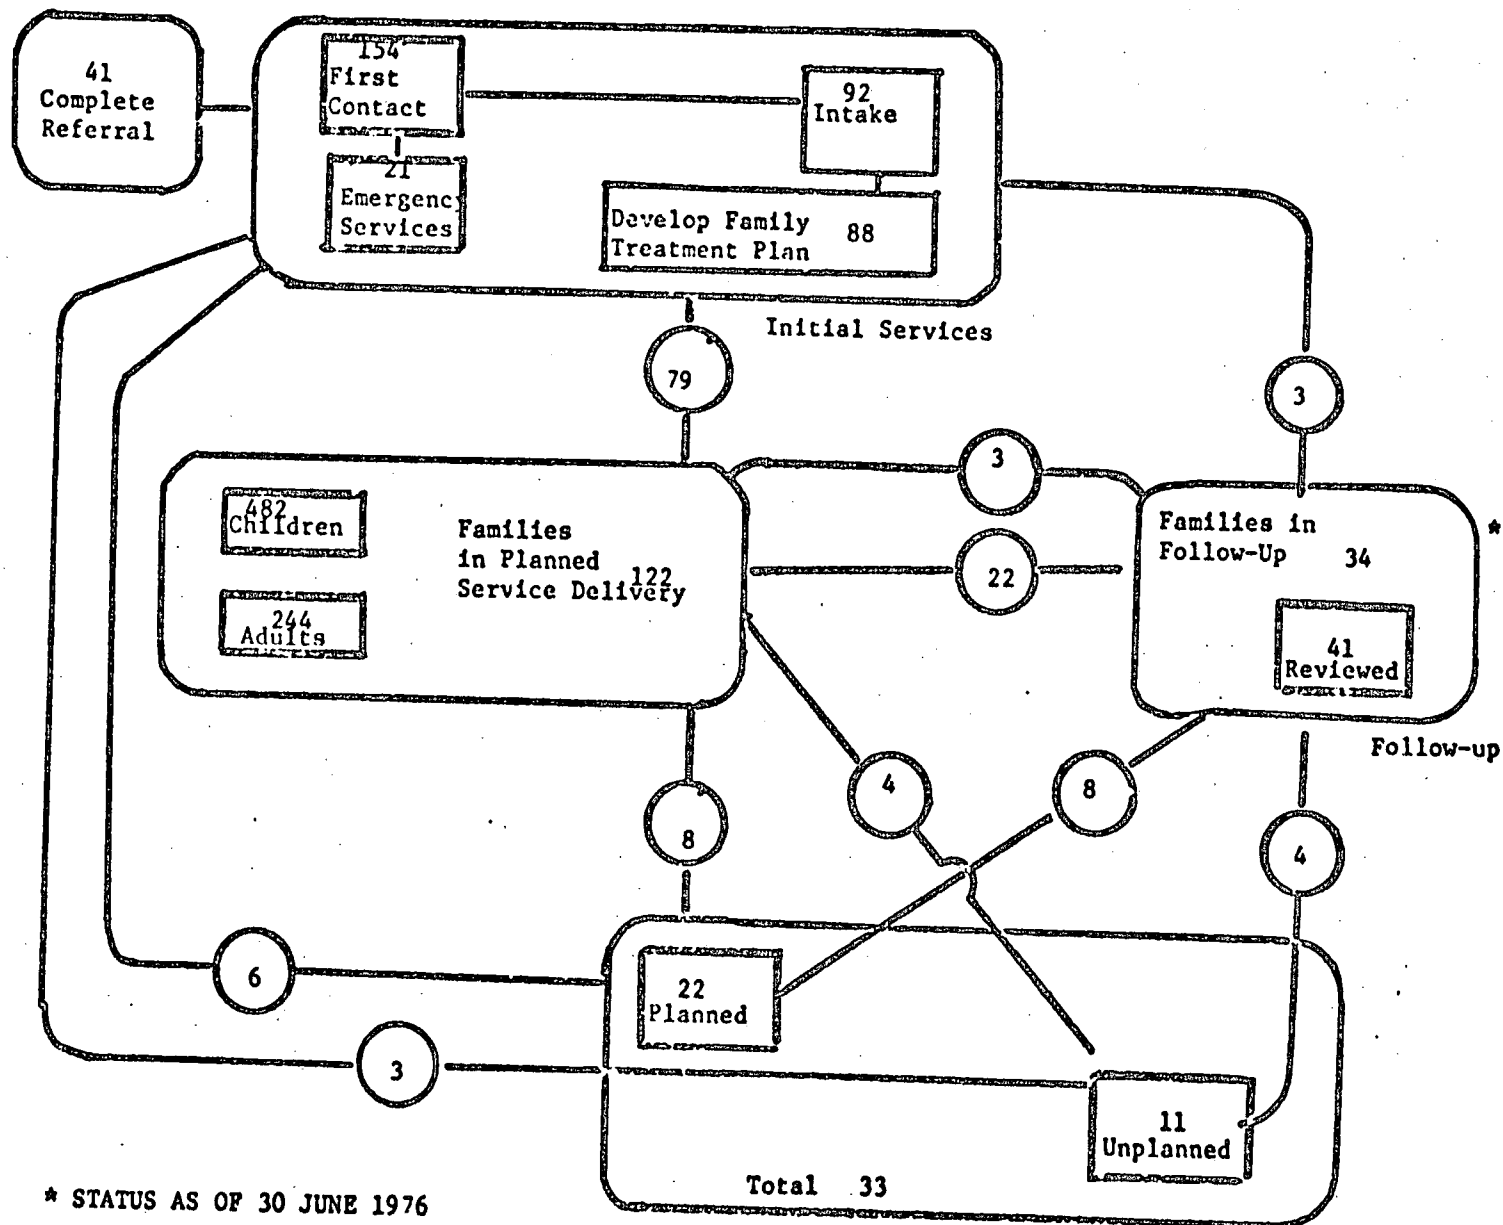 41
Complete
Referral
154
First
Contact
21
Emergency
Services
92
Intake
Develop Family 88
Treatment Plan
Initial Services
79
3
482
Children
244
Adults
Families
in Planned
Service Delivery 122
3
22
Families in
Follow-Up 34
*
41
Reviewed
Follow-up
8
4
8
4
6
3
22
Planned
11
Unplanned
Total 33
* STATUS AS OF 30 JUNE 1976